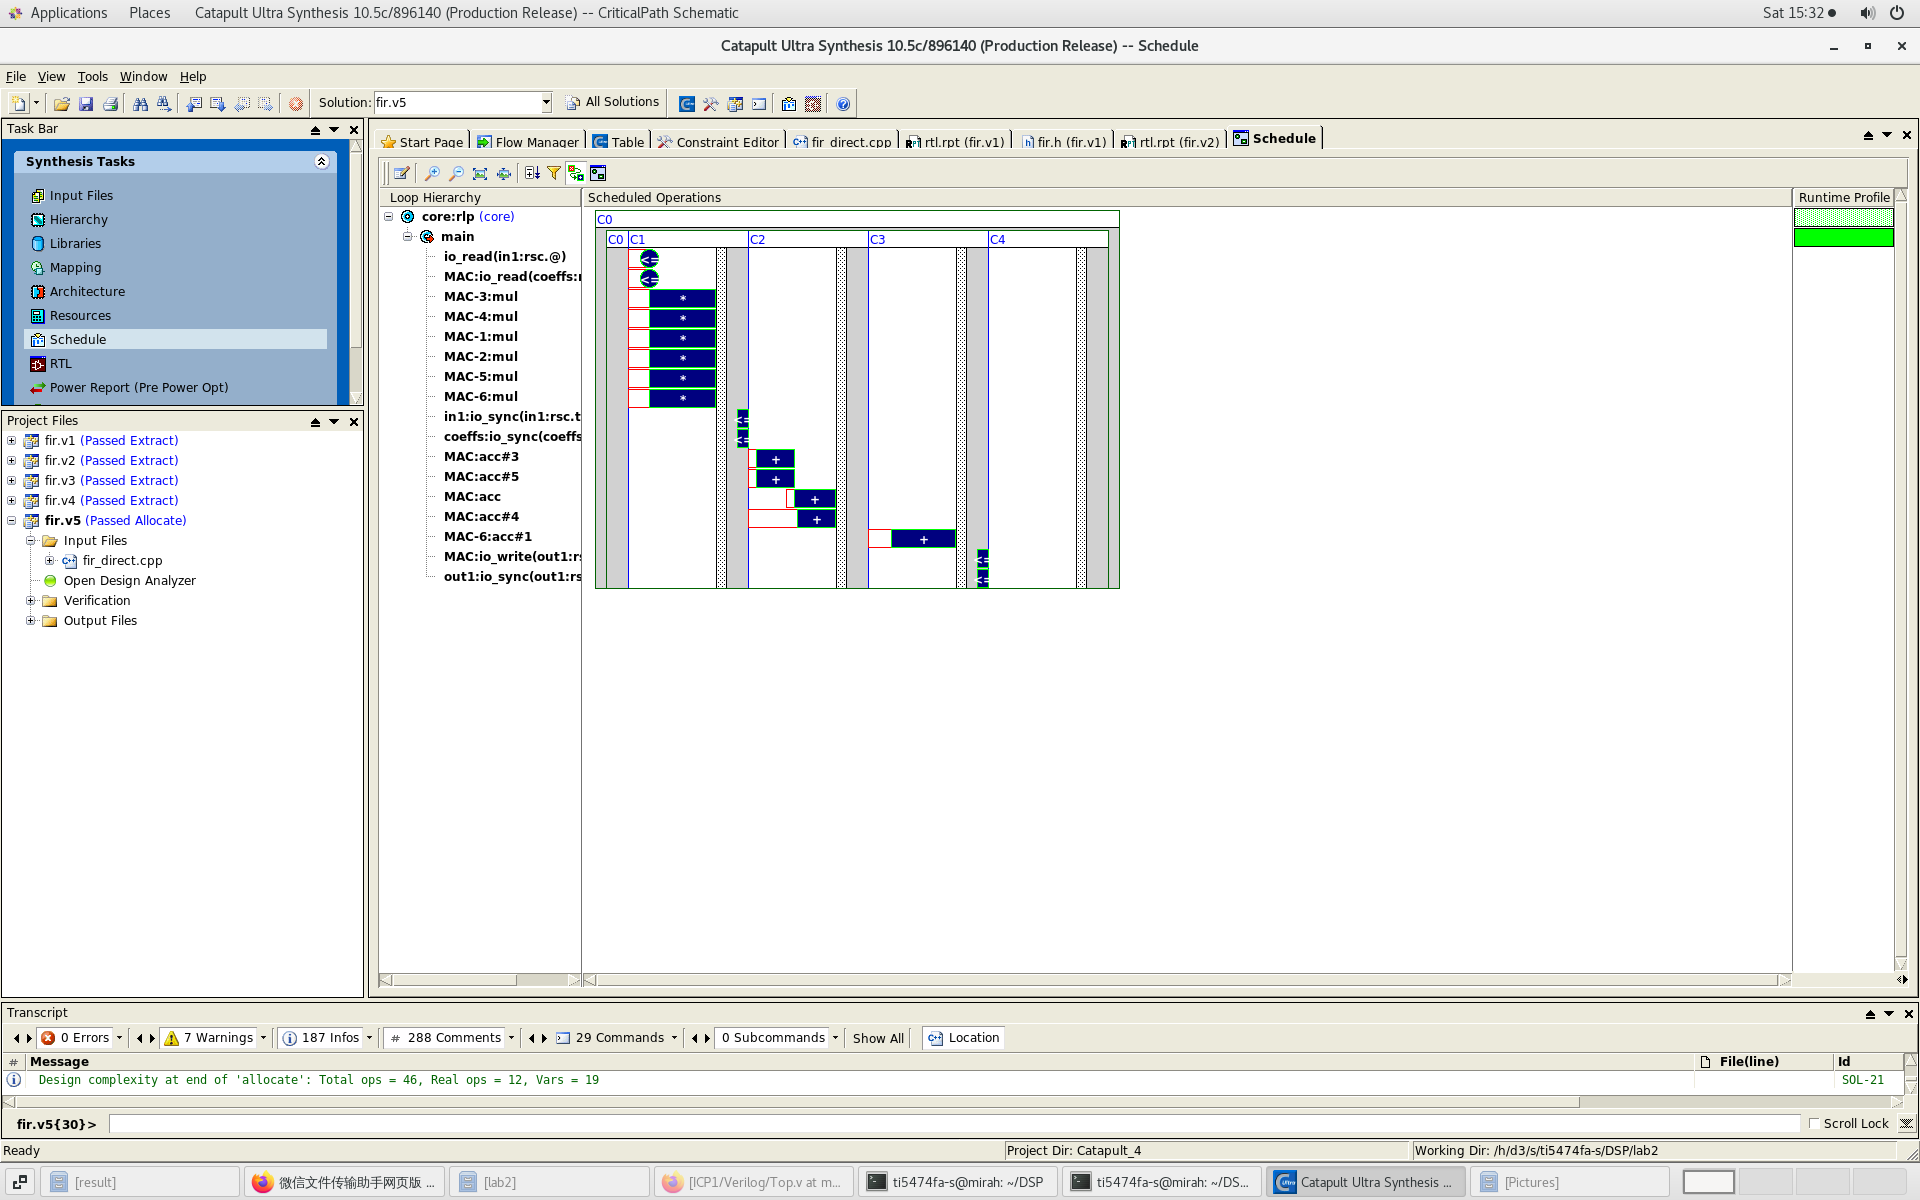 Applications Places Catapult Ultra Synthesis 10.5c/896140 (Production Release) -- CriticalPath Schematic Sat 15:32
Catapult Ultra Synthesis 10.5c/896140 (Production Release) -- Schedule
File View Tools Window Help
Solution: fir.v5 All Solutions
Task Bar
Synthesis Tasks
Input Files
Hierarchy
Libraries
Mapping
Architecture
Resources
Schedule
RTL
Power Report (Pre Power Opt)
Project Files
fir.v1 (Passed Extract)
fir.v2 (Passed Extract)
fir.v3 (Passed Extract)
fir.v4 (Passed Extract)
fir.v5 (Passed Allocate)
Input Files
fir_direct.cpp
Open Design Analyzer
Verification
Output Files
Start Page Flow Manager Table Constraint Editor fir_direct.cpp rtl.rpt (fir.v1) fir.h (fir.v1) rtl.rpt (fir.v2) Schedule
Loop Hierarchy Scheduled Operations Runtime Profile
core:rlp (core) C0
main C0 C1 C2 C3 C4
io_read(in1:rsc.@) <=
MAC:io_read(coeffs:r <=
MAC-3:mul *
MAC-4:mul *
MAC-1:mul *
MAC-2:mul *
MAC-5:mul *
MAC-6:mul *
in1:io_sync(in1:rsc.t <=
coeffs:io_sync(coeffs <=
MAC:acc#3 +
MAC:acc#5 +
MAC:acc +
MAC:acc#4 +
MAC-6:acc#1 +
MAC:io_write(out1:rs <=
out1:io_sync(out1:rs <=
Transcript
0 Errors 7 Warnings 187 Infos # 288 Comments 29 Commands 0 Subcommands Show All Location
# Message File(line) Id
Design complexity at end of 'allocate': Total ops = 46, Real ops = 12, Vars = 19 SOL-21
fir.v5{30}> Scroll Lock
Ready Project Dir: Catapult_4 Working Dir: /h/d3/s/ti5474fa-s/DSP/lab2
[result] 微信文件传输助手网页版 ... [lab2] [ICP1/Verilog/Top.v at m... ti5474fa-s@mirah: ~/DSP ti5474fa-s@mirah: ~/DS... Catapult Ultra Synthesis ... [Pictures]